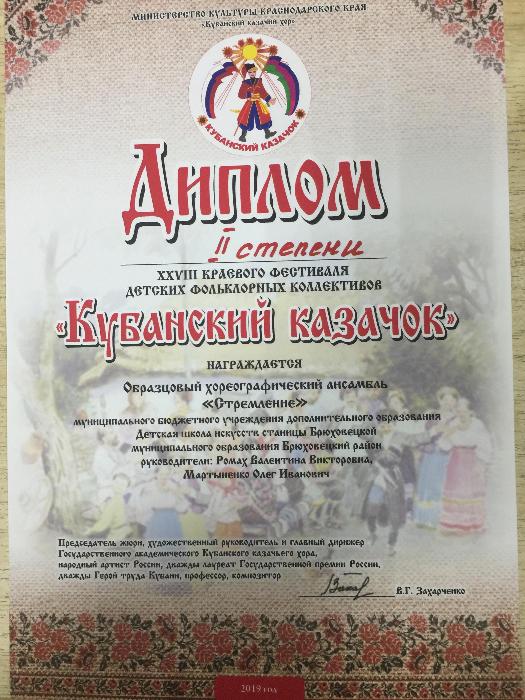 Министерство культуры Краснодарского края
«Кубанский казачий хор»
КУБАНСКИЙ КАЗАЧОК
Диплом
II степени
XXVIII краевого фестиваля
детских фольклорных коллективов
«Кубанский казачок»
награждается
Образцовый хореографический ансамбль
«Стремление»
муниципального бюджетного учреждения дополнительного образования
Детская школа искусств станицы Брюховецкой
муниципального образования Брюховецкий район
руководители: Ромах Валентина Викторовна,
Мартыненко Олег Иванович
Председатель жюри, художественный руководитель и главный дирижер
Государственного академического Кубанского казачьего хора,
народный артист России, дважды лауреат Государственной премии России,
дважды Герой труда Кубани, профессор, композитор
В.Г. Захарченко
2019 год